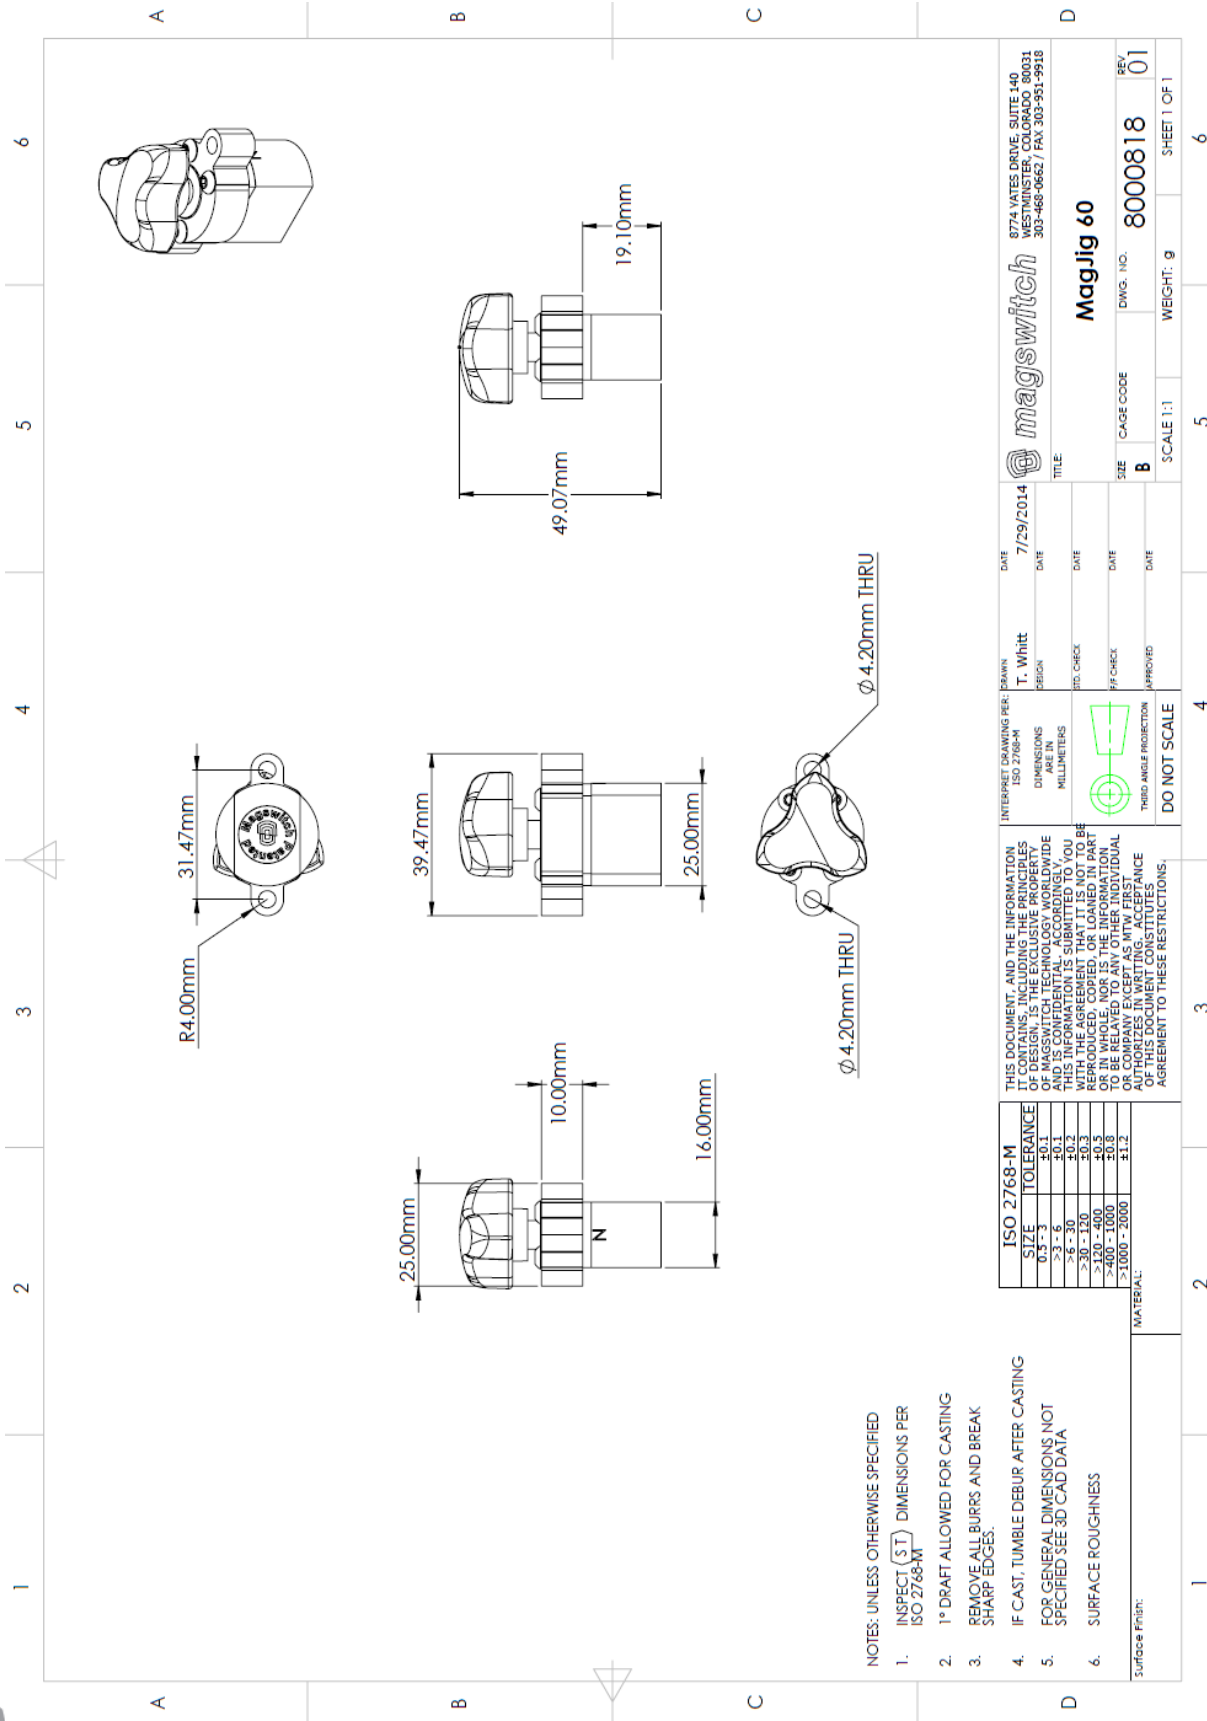 1
2
3
4
5
6
A
B
C
D
A
B
C
D
1
2
3
4
5
6
R4.00mm
31.47mm
Magswitch
Patented
25.00mm
10.00mm
N
16.00mm
39.47mm
25.00mm
49.07mm
19.10mm
Ø 4.20mm THRU
Ø 4.20mm THRU
NOTES: UNLESS OTHERWISE SPECIFIED
1. INSPECT ST DIMENSIONS PER
ISO 2768-M
2. 1° DRAFT ALLOWED FOR CASTING
3. REMOVE ALL BURRS AND BREAK
SHARP EDGES.
4. IF CAST, TUMBLE DEBUR AFTER CASTING
5. FOR GENERAL DIMENSIONS NOT
SPECIFIED SEE 3D CAD DATA
6. SURFACE ROUGHNESS
Surface Finish:
MATERIAL:
ISO 2768-M
SIZE TOLERANCE
0.5 - 3 ±0.1
>3 - 6 ±0.1
>6 - 30 ±0.2
>30 - 120 ±0.3
>120 - 400 ±0.5
>400 - 1000 ±0.8
>1000 - 2000 ±1.2
THIS DOCUMENT, AND THE INFORMATION
IT CONTAINS, INCLUDING THE PRINCIPLES
OF DESIGN, IS THE EXCLUSIVE PROPERTY
OF MAGSWITCH TECHNOLOGY WORLDWIDE
AND IS CONFIDENTIAL. ACCORDINGLY,
THIS INFORMATION IS SUBMITTED TO YOU
WITH THE AGREEMENT THAT IT IS NOT TO BE
REPRODUCED, COPIED, OR LOANED IN PART
OR IN WHOLE, NOR IS THE INFORMATION
TO BE RELAYED TO ANY OTHER INDIVIDUAL
OR COMPANY EXCEPT AS MTW FIRST
AUTHORIZES IN WRITING. ACCEPTANCE
OF THIS DOCUMENT CONSTITUTES
AGREEMENT TO THESE RESTRICTIONS.
INTERPRET DRAWING PER:
ISO 2768-M
DIMENSIONS
ARE IN
MILLIMETERS
THIRD ANGLE PROJECTION
DO NOT SCALE
DRAWN DATE
T. Whitt 7/29/2014
DESIGN DATE
STD. CHECK DATE
F/F CHECK DATE
APPROVED DATE
magswitch
8774 YATES DRIVE, SUITE 140
WESTMINSTER, COLORADO 80031
303-468-0662 / FAX 303-951-9918
TITLE:
MagJig 60
SIZE CAGE CODE DWG. NO. REV
B 8000818 01
SCALE 1:1 WEIGHT: g SHEET 1 OF 1